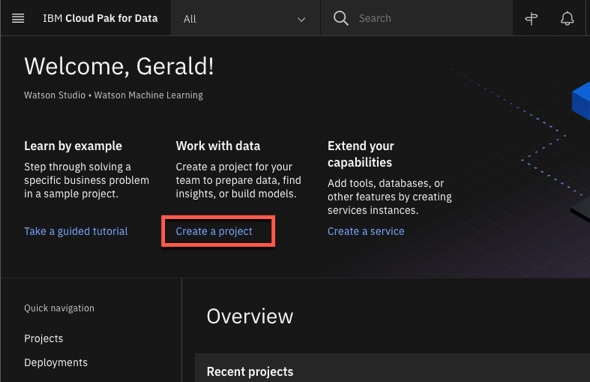 IBM Cloud Pak for Data
All
Search
Welcome, Gerald!
Watson Studio • Watson Machine Learning
Learn by example
Step through solving a
specific business problem
in a sample project.
Take a guided tutorial
Work with data
Create a project for your
team to prepare data, find
insights, or build models.
Create a project
Extend your
capabilities
Add tools, databases, or
other features by creating
services instances.
Create a service
Quick navigation
Projects
Deployments
Overview
Recent projects